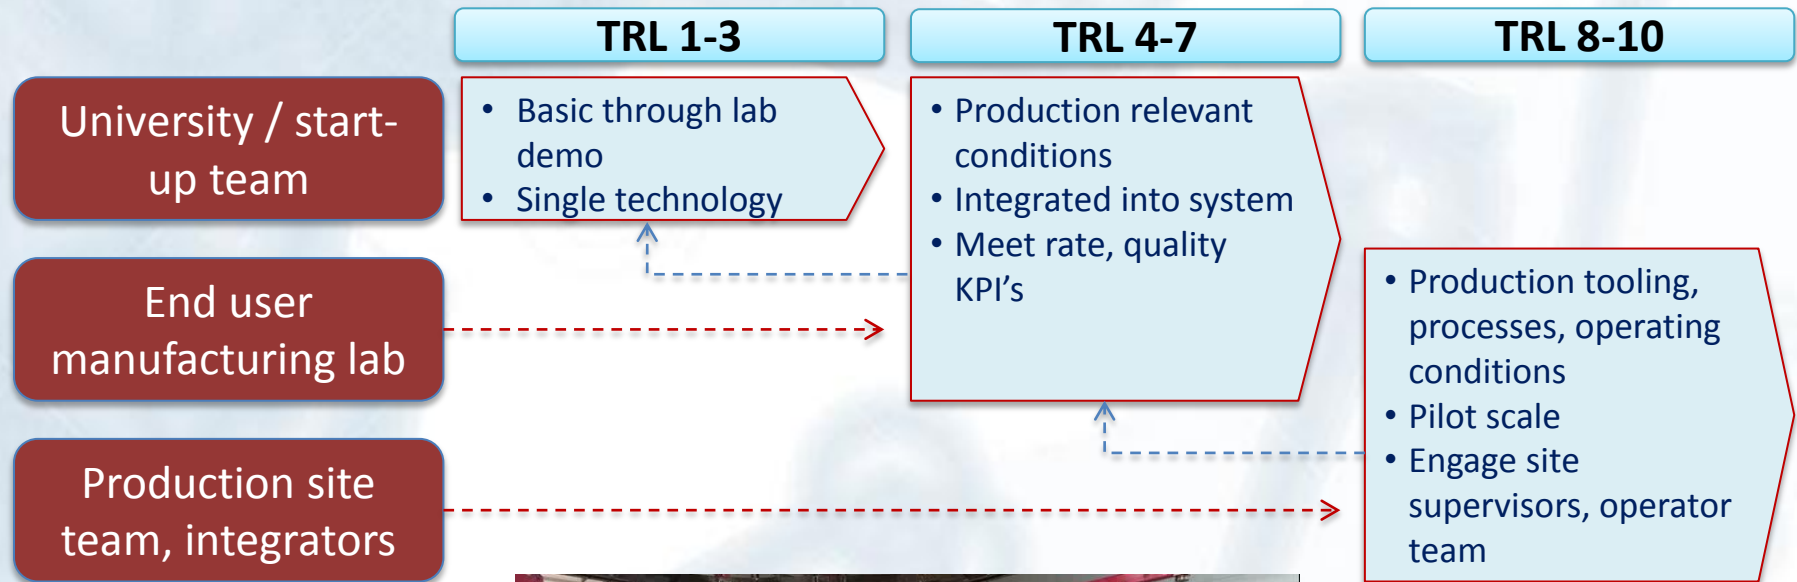 TRL 1-3
TRL 4-7
TRL 8-10
University / start-
up team
• Basic through lab
demo
• Single technology
• Production relevant
conditions
• Integrated into system
• Meet rate, quality
KPI's
End user
manufacturing lab
• Production tooling,
processes, operating
conditions
• Pilot scale
• Engage site
supervisors, operator
team
Production site
team, integrators